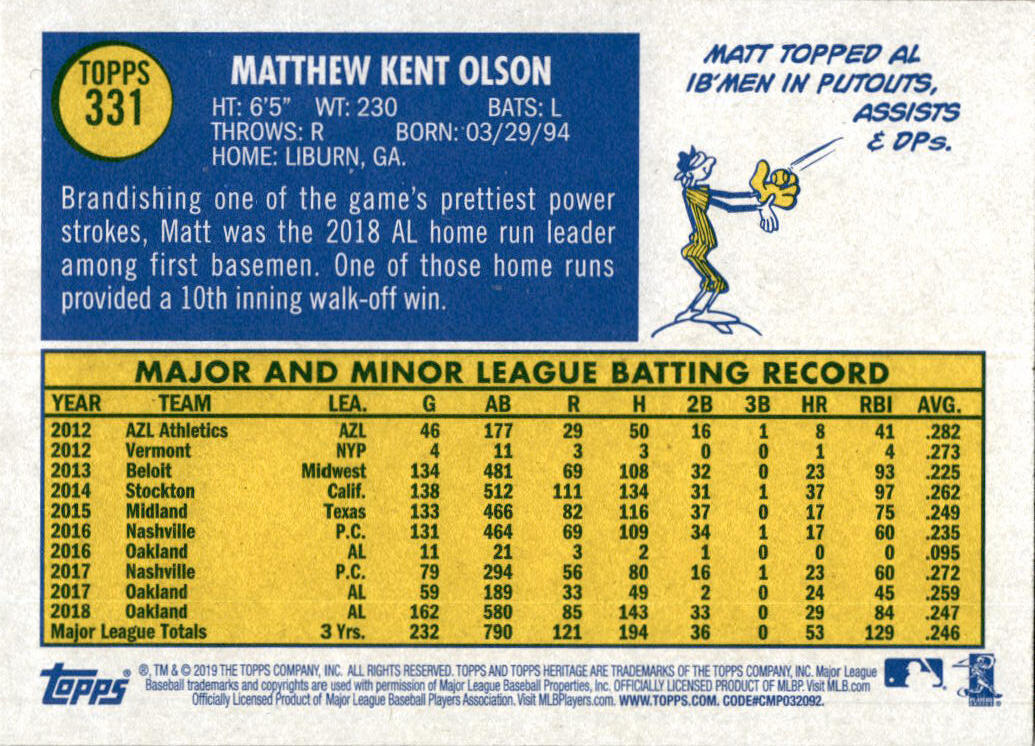 TOPPS
331
MATTHEW KENT OLSON
HT: 6'5" WT: 230 BATS: L
THROWS: R BORN: 03/29/94
HOME: LIBURN, GA.
Brandishing one of the game's prettiest power
strokes, Matt was the 2018 AL home run leader
among first basemen. One of those home runs
provided a 10th inning walk-off win.
MATT TOPPED AL
1B'MEN IN PUTOUTS,
ASSISTS
& DPs.
MAJOR AND MINOR LEAGUE BATTING RECORD
YEAR TEAM LEA. G AB R H 2B 3B HR RBI AVG.
2012 AZL Athletics AZL 46 177 29 50 16 1 8 41 .282
2012 Vermont NYP 4 11 3 3 0 0 1 4 .273
2013 Beloit Midwest 134 481 69 108 32 0 23 93 .225
2014 Stockton Calif. 138 512 111 134 31 1 37 97 .262
2015 Midland Texas 133 466 82 116 37 0 17 75 .249
2016 Nashville P.C. 131 464 69 109 34 1 17 60 .235
2016 Oakland AL 11 21 3 2 1 0 0 0 .095
2017 Nashville P.C. 79 294 56 80 16 1 23 60 .272
2017 Oakland AL 59 189 33 49 2 0 24 45 .259
2018 Oakland AL 162 580 85 143 33 0 29 84 .247
Major League Totals 3 Yrs. 232 790 121 194 36 0 53 129 .246
topps®
®, TM & © 2019 THE TOPPS COMPANY, INC. ALL RIGHTS RESERVED. TOPPS AND TOPPS HERITAGE ARE TRADEMARKS OF THE TOPPS COMPANY, INC. Major League
Baseball trademarks and copyrights are used with permission of Major League Baseball Properties, Inc. OFFICIALLY LICENSED PRODUCT OF MLBP. Visit MLB.com
Officially Licensed Product of Major League Baseball Players Association. Visit MLBPlayers.com. WWW.TOPPS.COM. CODE#CMP032092.